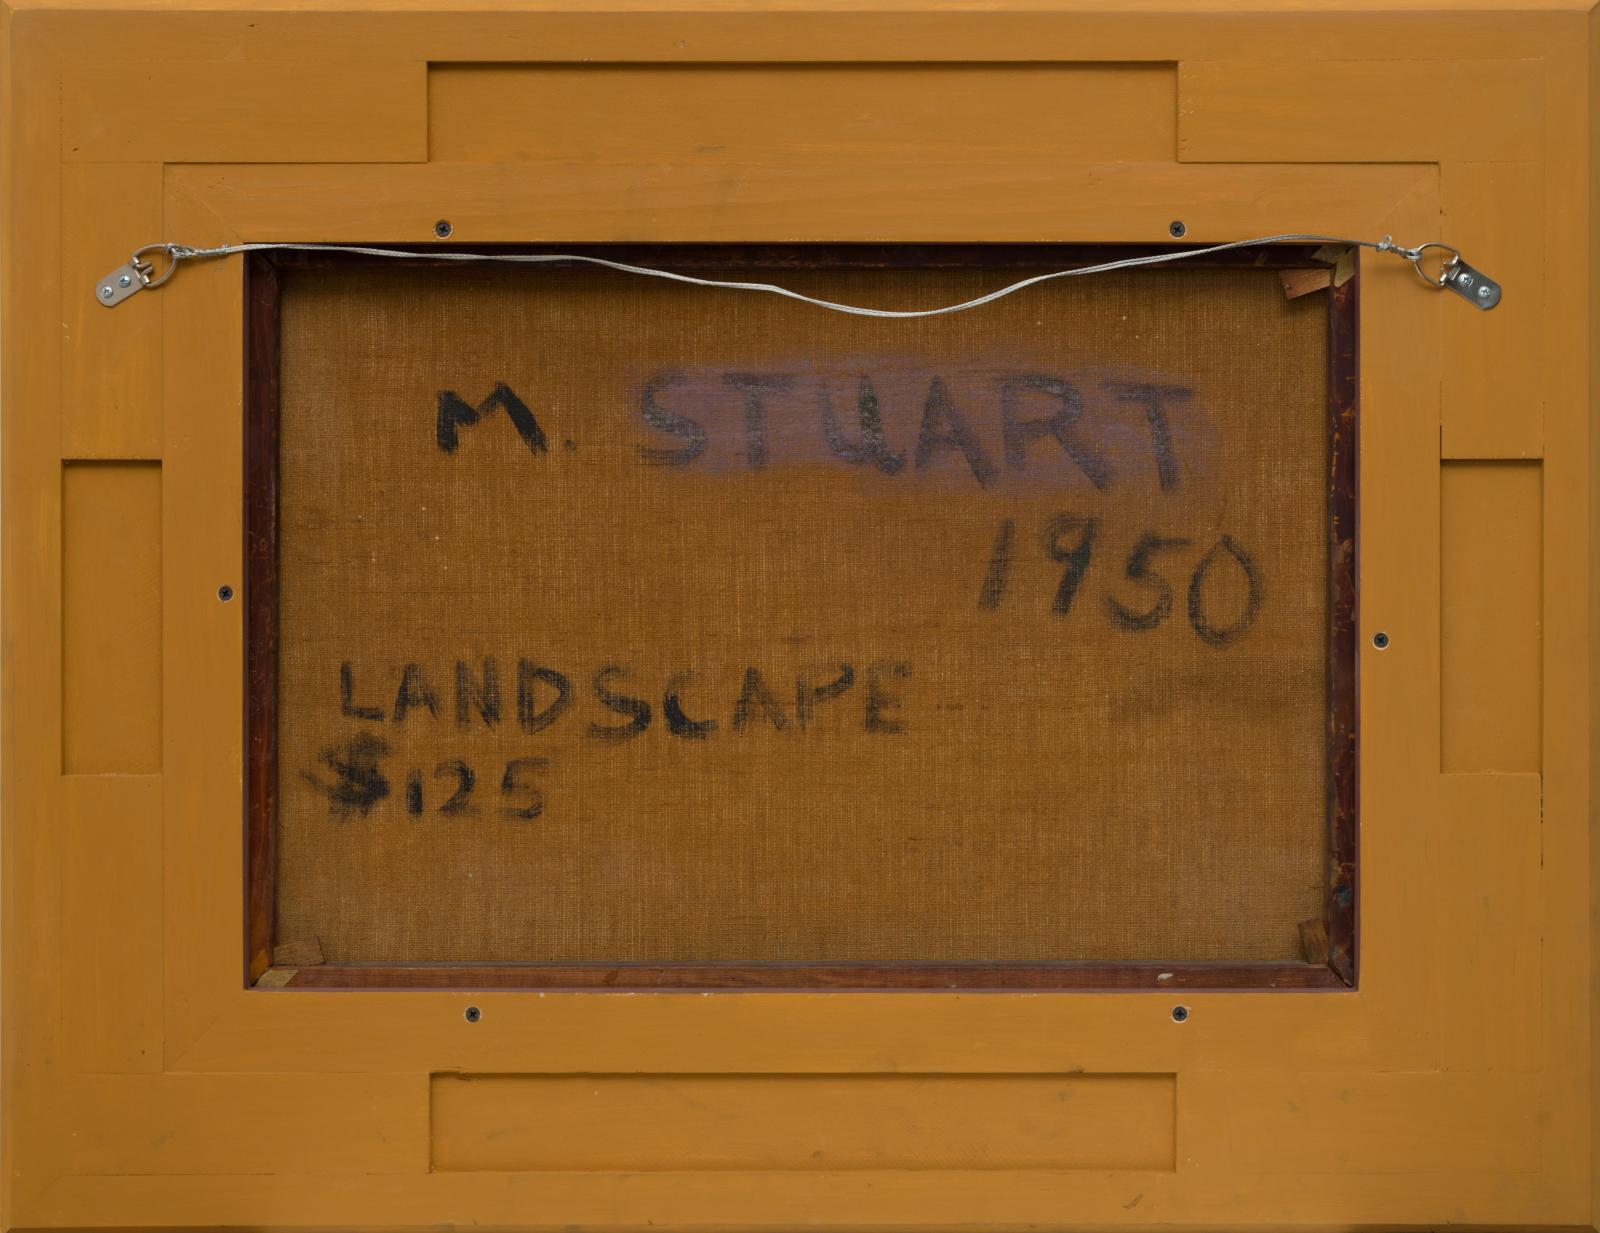 M. STUART
1950
LANDSCAPE
$125